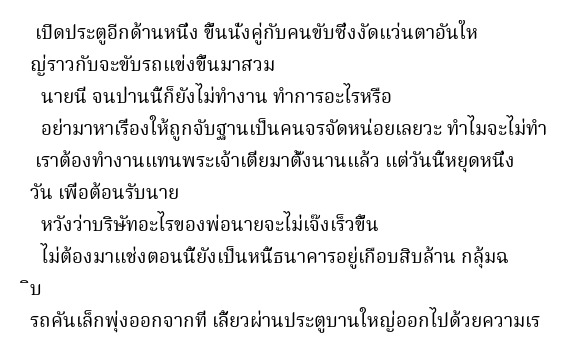 เปิดประตูอีกด้านหนึ่ง ขึ้นนั่งคู่กับคนขับซึ่งงัดแว่นตาอันให
ญ่ราวกับจะขับรถแข่งขึ้นมาสวม
นายนี่ จนปานนี้ก็ยังไม่ทำงาน ทำการอะไรหรือ
อย่ามาหาเรื่องให้ถูกจับฐานเป็นคนจรจัดหน่อยเลยวะ ทำไมจะไม่ทำ
เราต้องทำงานแทนพระเจ้าเตี่ยมาตั้งนานแล้ว แต่วันนี้หยุดหนึ่ง
วัน เพื่อต้อนรับนาย
หวังว่าบริษัทอะไรของพ่อนายจะไม่เจ๊งเร็วขึ้น
ไม่ต้องมาแช่งตอนนี้ยังเป็นหนี้ธนาคารอยู่เกือบสิบล้าน กลุ้มฉ
ิบ
รถคันเล็กพุ่งออกจากที่ เลี้ยวผ่านประตูบานใหญ่ออกไปด้วยความเร